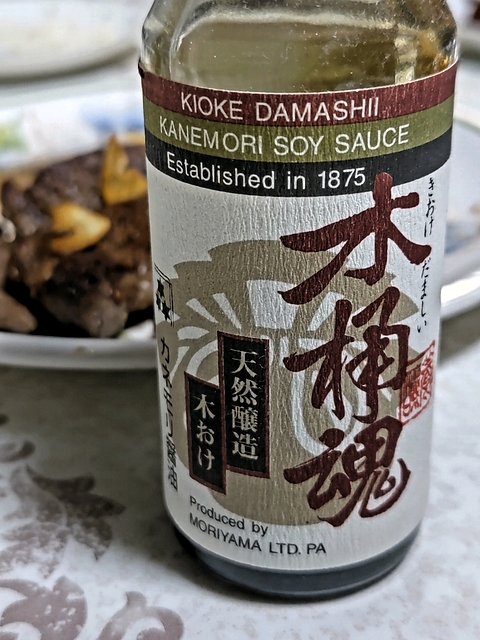 KIOKE DAMASHII
KANEMORI SOY SAUCE
Established in 1875
木桶魂
きおけだましい
天然醸造
木おけ
カネモリ醤油
Produced by
MORIYAMA LTD. PA